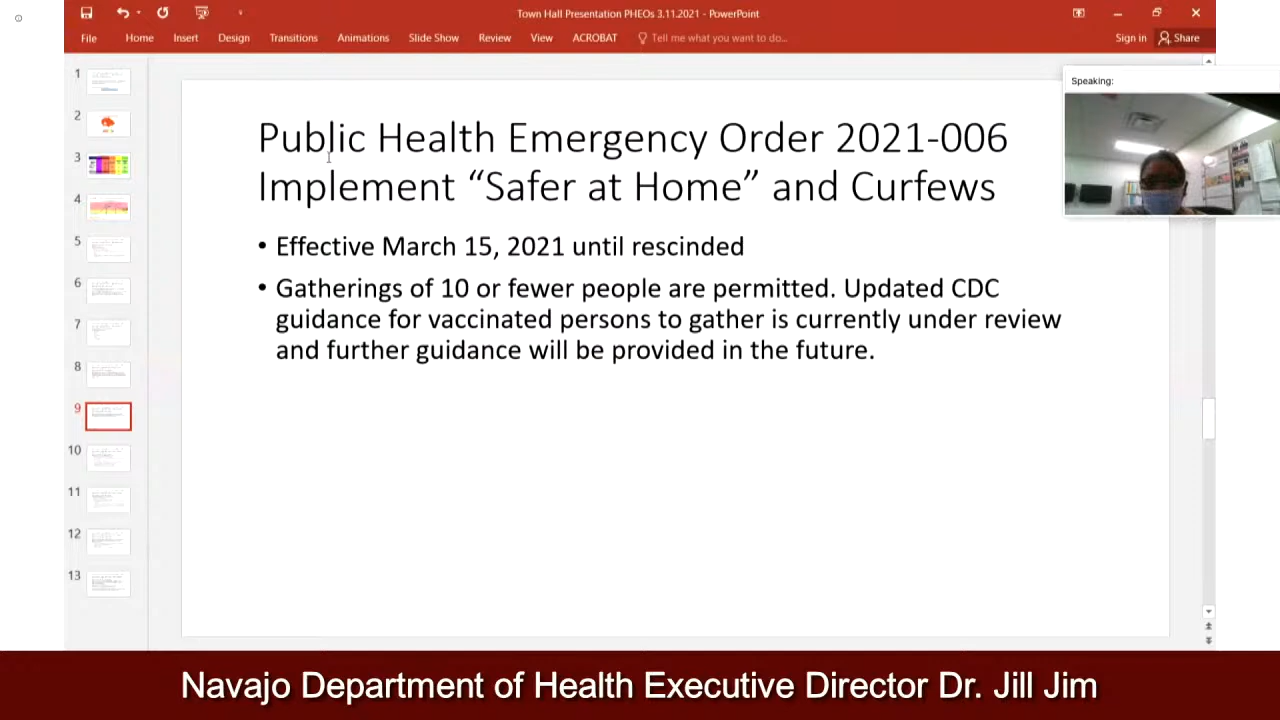 Town Hall Presentation PHEOs 3.11.2021 - PowerPoint
File Home Insert Design Transitions Animations Slide Show Review View ACROBAT Tell me what you want to do... Sign in Share
Speaking:
1
2
3
4
5
6
7
8
9
10
11
12
13
Public Health Emergency Order 2021-006
Implement “Safer at Home” and Curfews
• Effective March 15, 2021 until rescinded
• Gatherings of 10 or fewer people are permitted. Updated CDC
guidance for vaccinated persons to gather is currently under review
and further guidance will be provided in the future.
Navajo Department of Health Executive Director Dr. Jill Jim